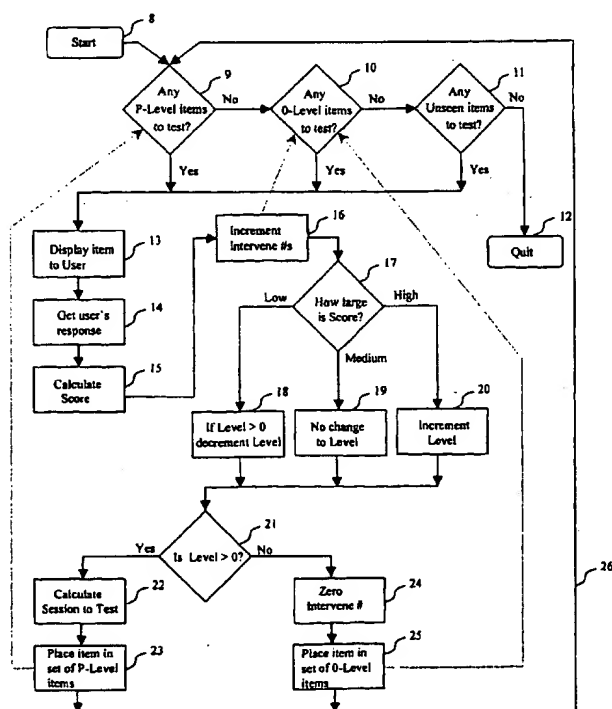 8
Start
9
Any
P-Level items
to test?
No
10
Any
0-Level items
to test?
No
11
Any
Unseen items
to test?
No
Yes
Yes
Yes
12
Quit
13
Display item
to User
16
Increment
Intervene #s
17
How large
is Score?
Low
High
Medium
14
Get user's
response
15
Calculate
Score
18
If Level > 0
decrement Level
19
No change
to Level
20
Increment
Level
21
Is Level > 0?
Yes
No
22
Calculate
Session to Test
24
Zero
Intervene #
26
23
Place item in
set of P-Level
items
25
Place item in
set of 0-Level
items